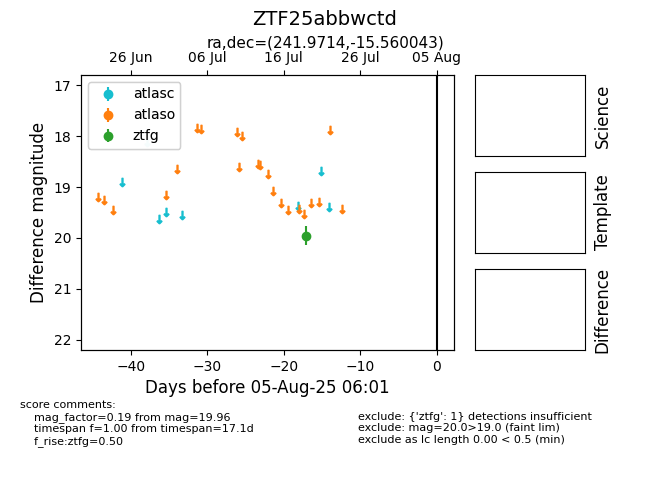 ZTF25abbwctd
ra,dec=(241.9714,-15.560043)
26 Jun 06 Jul 16 Jul 26 Jul 05 Aug
atlasc
atlaso
ztfg
17
18
19
20
21
22
Difference magnitude
−40 −30 −20 −10 0
Days before 05-Aug-25 06:01
Science
Template
Difference
score comments:
mag_factor=0.19 from mag=19.96
timespan f=1.00 from timespan=17.1d
f_rise:ztfg=0.50
exclude: {'ztfg': 1} detections insufficient
exclude: mag=20.0>19.0 (faint lim)
exclude as lc length 0.00 < 0.5 (min)